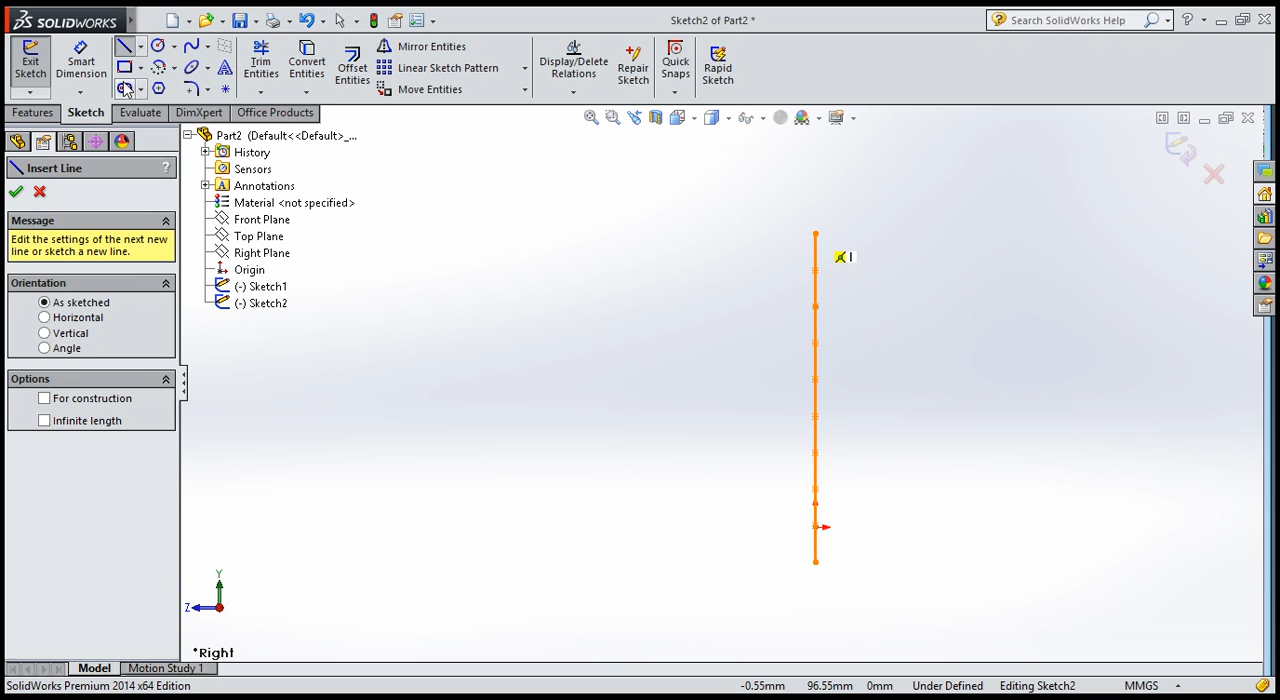 SOLIDWORKS
Sketch2 of Part2 *
Search SolidWorks Help
Exit Sketch
Smart Dimension
Trim Entities
Convert Entities
Offset Entities
Mirror Entities
Linear Sketch Pattern
Move Entities
Display/Delete Relations
Repair Sketch
Quick Snaps
Rapid Sketch
Features Sketch Evaluate DimXpert Office Products
Part2 (Default<<Default>_...
History
Sensors
Annotations
Material <not specified>
Front Plane
Top Plane
Right Plane
Origin
(-) Sketch1
(-) Sketch2
Insert Line ?
Message
Edit the settings of the next new
line or sketch a new line.
Orientation
As sketched
Horizontal
Vertical
Angle
Options
For construction
Infinite length
Y
Z
*Right
Model Motion Study 1
SolidWorks Premium 2014 x64 Edition -0.55mm 96.55mm 0mm Under Defined Editing Sketch2 MMGS